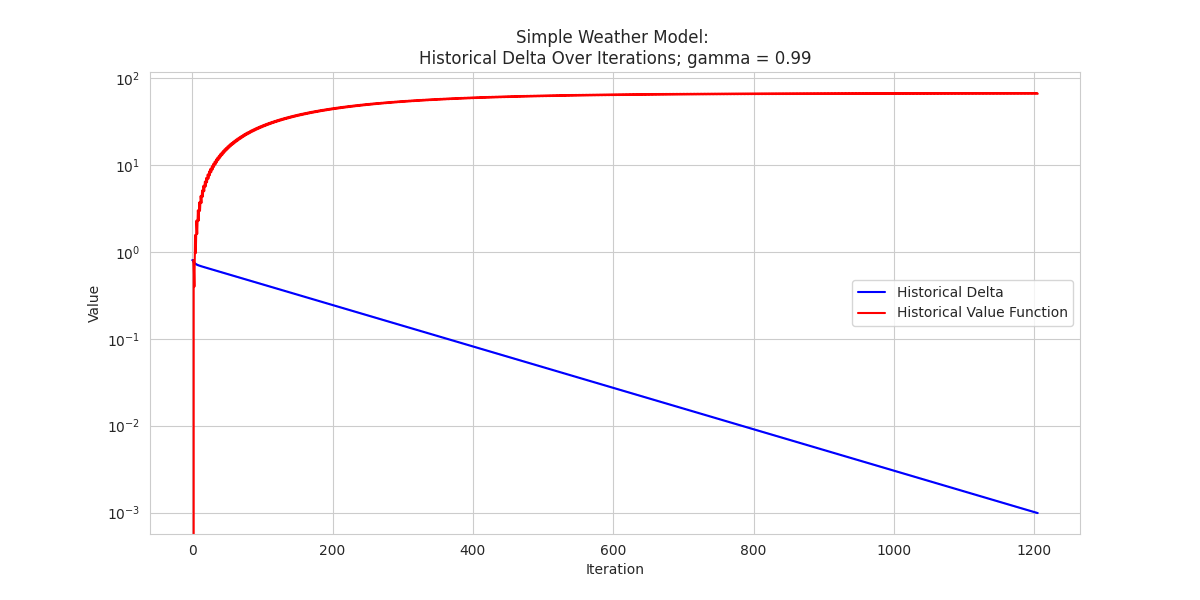 Simple Weather Model:
Historical Delta Over Iterations; gamma = 0.99
10²
10¹
10⁰
10⁻¹
10⁻²
10⁻³
Value
Historical Delta
Historical Value Function
0 200 400 600 800 1000 1200
Iteration